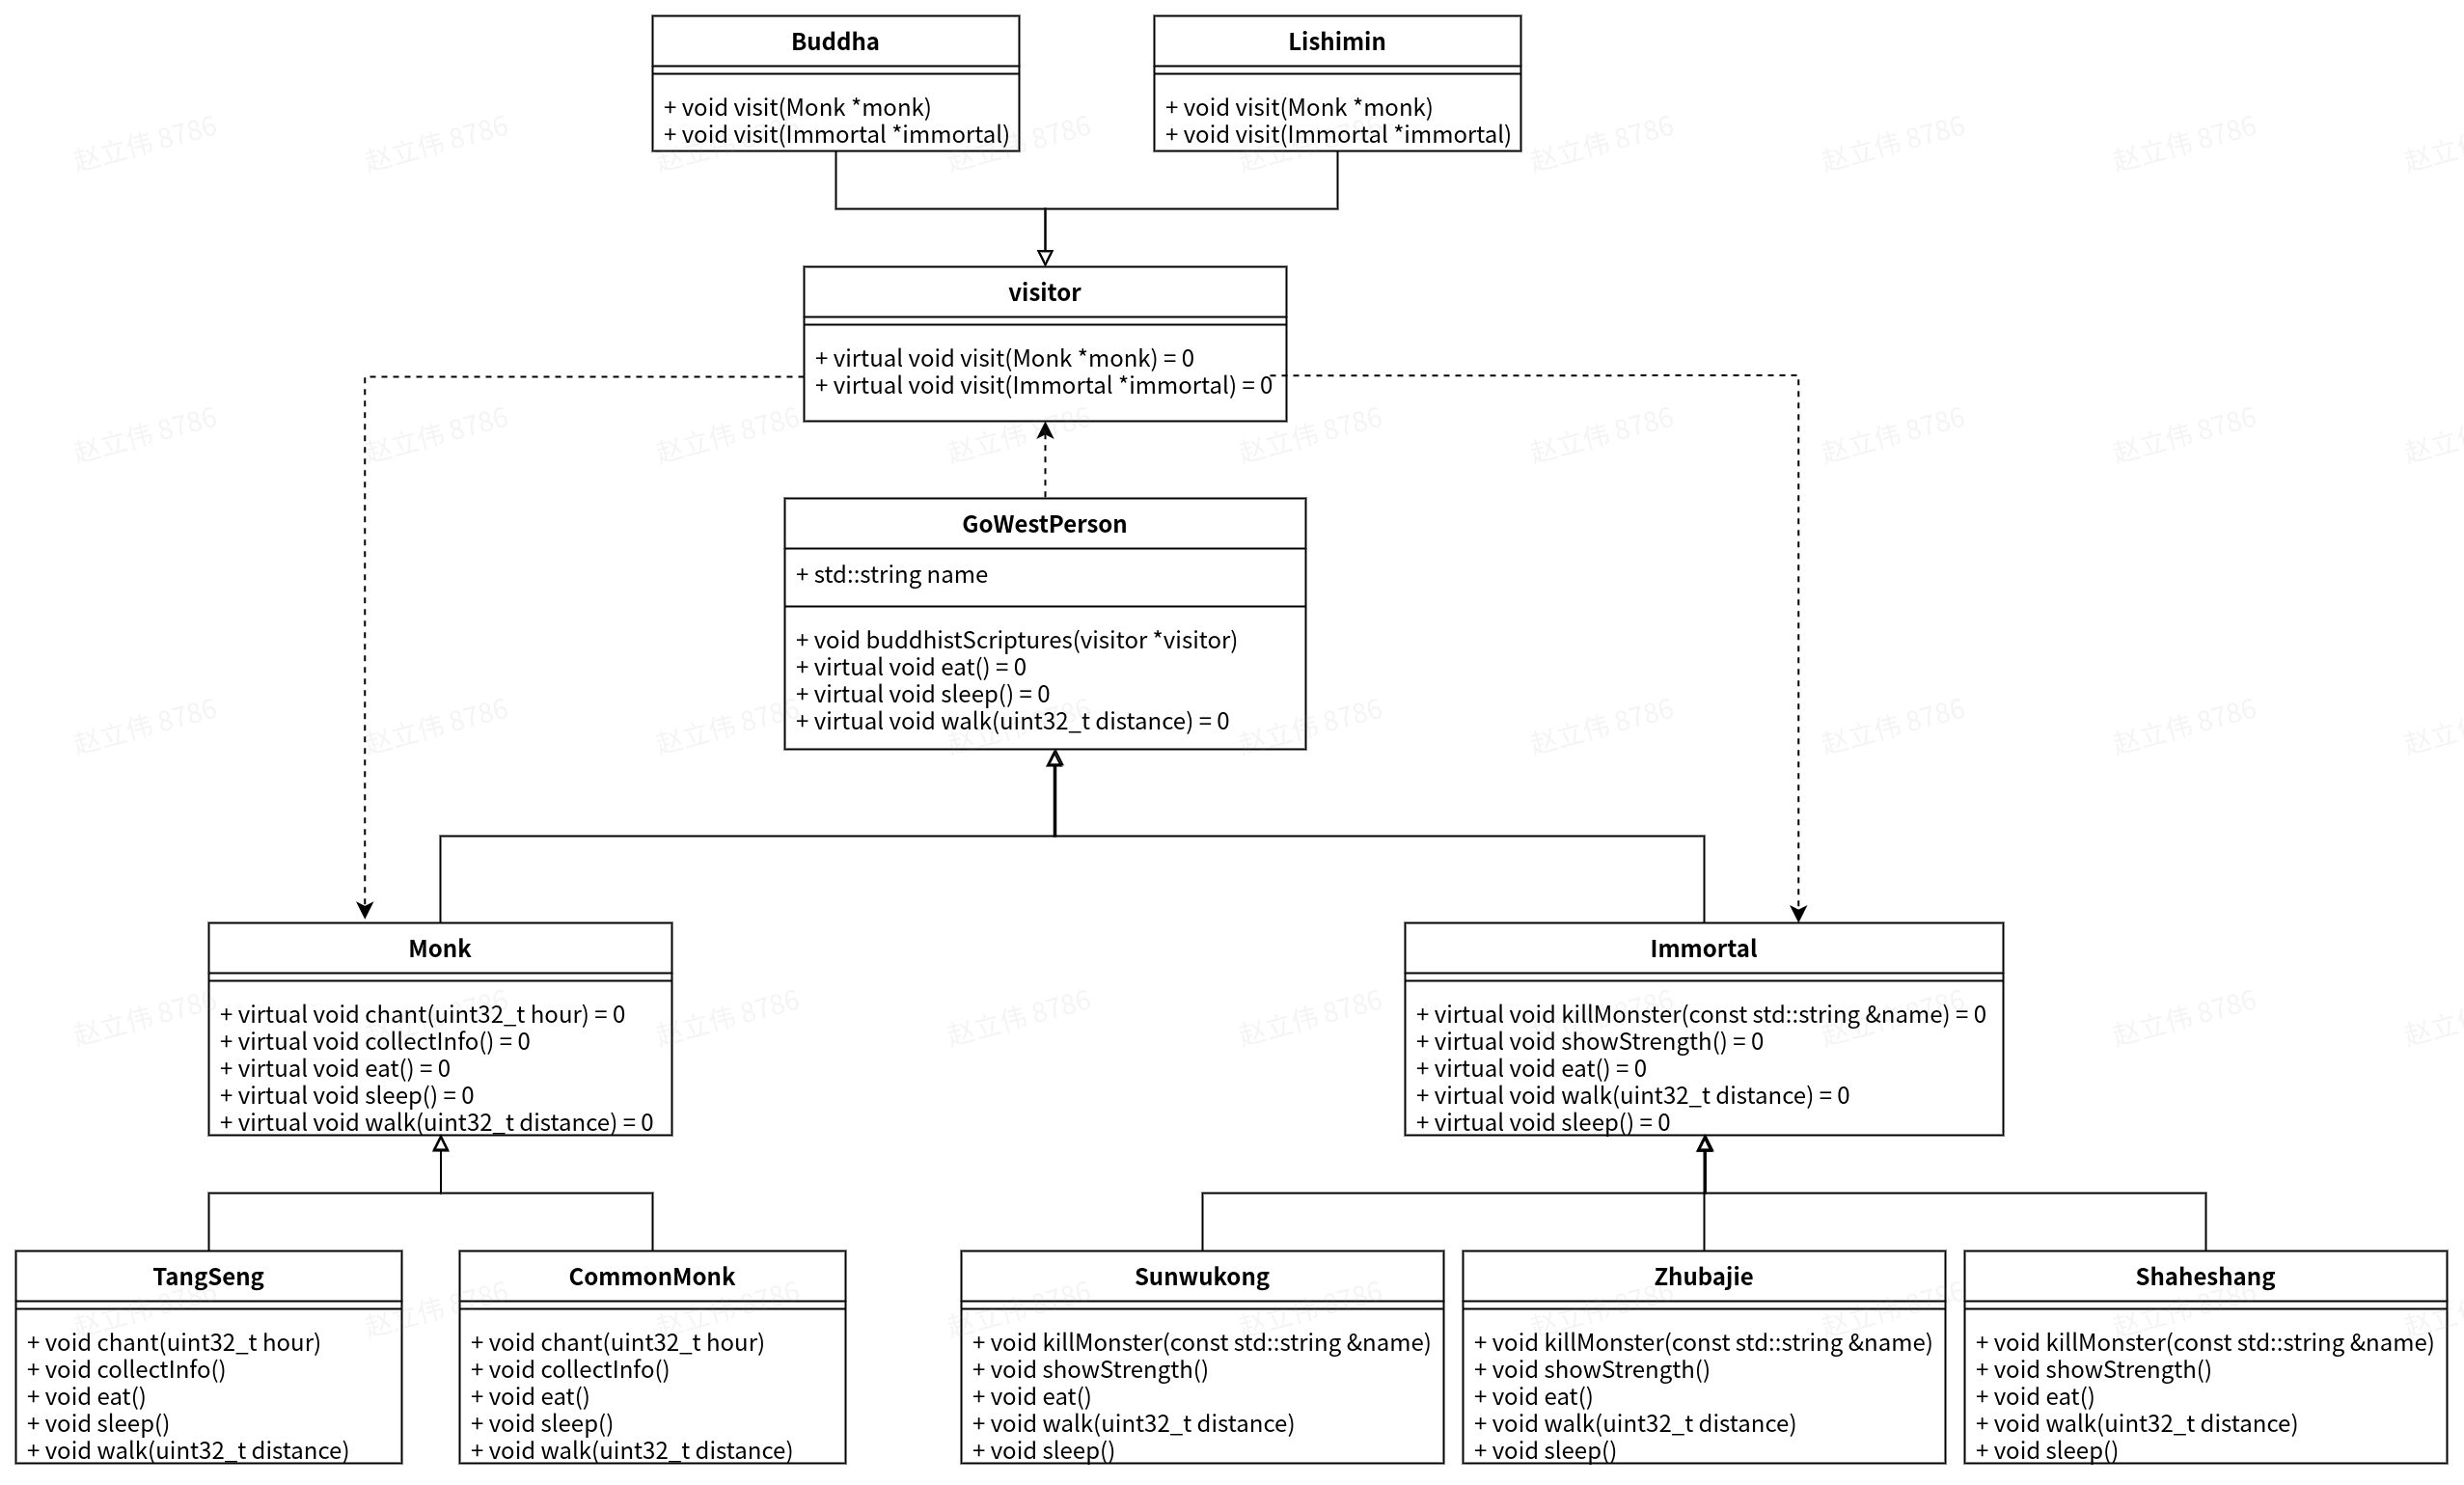 Buddha
+ void visit(Monk *monk)
+ void visit(Immortal *immortal)
Lishimin
+ void visit(Monk *monk)
+ void visit(Immortal *immortal)
visitor
+ virtual void visit(Monk *monk) = 0
+ virtual void visit(Immortal *immortal) = 0
GoWestPerson
+ std::string name
+ void buddhistScriptures(visitor *visitor)
+ virtual void eat() = 0
+ virtual void sleep() = 0
+ virtual void walk(uint32_t distance) = 0
Monk
+ virtual void chant(uint32_t hour) = 0
+ virtual void collectInfo() = 0
+ virtual void eat() = 0
+ virtual void sleep() = 0
+ virtual void walk(uint32_t distance) = 0
Immortal
+ virtual void killMonster(const std::string &name) = 0
+ virtual void showStrength() = 0
+ virtual void eat() = 0
+ virtual void walk(uint32_t distance) = 0
+ virtual void sleep() = 0
TangSeng
+ void chant(uint32_t hour)
+ void collectInfo()
+ void eat()
+ void sleep()
+ void walk(uint32_t distance)
CommonMonk
+ void chant(uint32_t hour)
+ void collectInfo()
+ void eat()
+ void sleep()
+ void walk(uint32_t distance)
Sunwukong
+ void killMonster(const std::string &name)
+ void showStrength()
+ void eat()
+ void walk(uint32_t distance)
+ void sleep()
Zhubajie
+ void killMonster(const std::string &name)
+ void showStrength()
+ void eat()
+ void walk(uint32_t distance)
+ void sleep()
Shaheshang
+ void killMonster(const std::string &name)
+ void showStrength()
+ void eat()
+ void walk(uint32_t distance)
+ void sleep()
赵立伟 8786